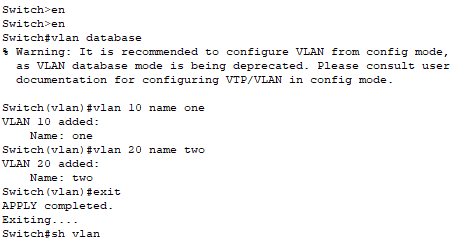 Switch>en
Switch>en
Switch#vlan database
% Warning: It is recommended to configure VLAN from config mode,
  as VLAN database mode is being deprecated. Please consult user
  documentation for configuring VTP/VLAN in config mode.

Switch(vlan)#vlan 10 name one
VLAN 10 added:
    Name: one
Switch(vlan)#vlan 20 name two
VLAN 20 added:
    Name: two
Switch(vlan)#exit
APPLY completed.
Exiting....
Switch#sh vlan